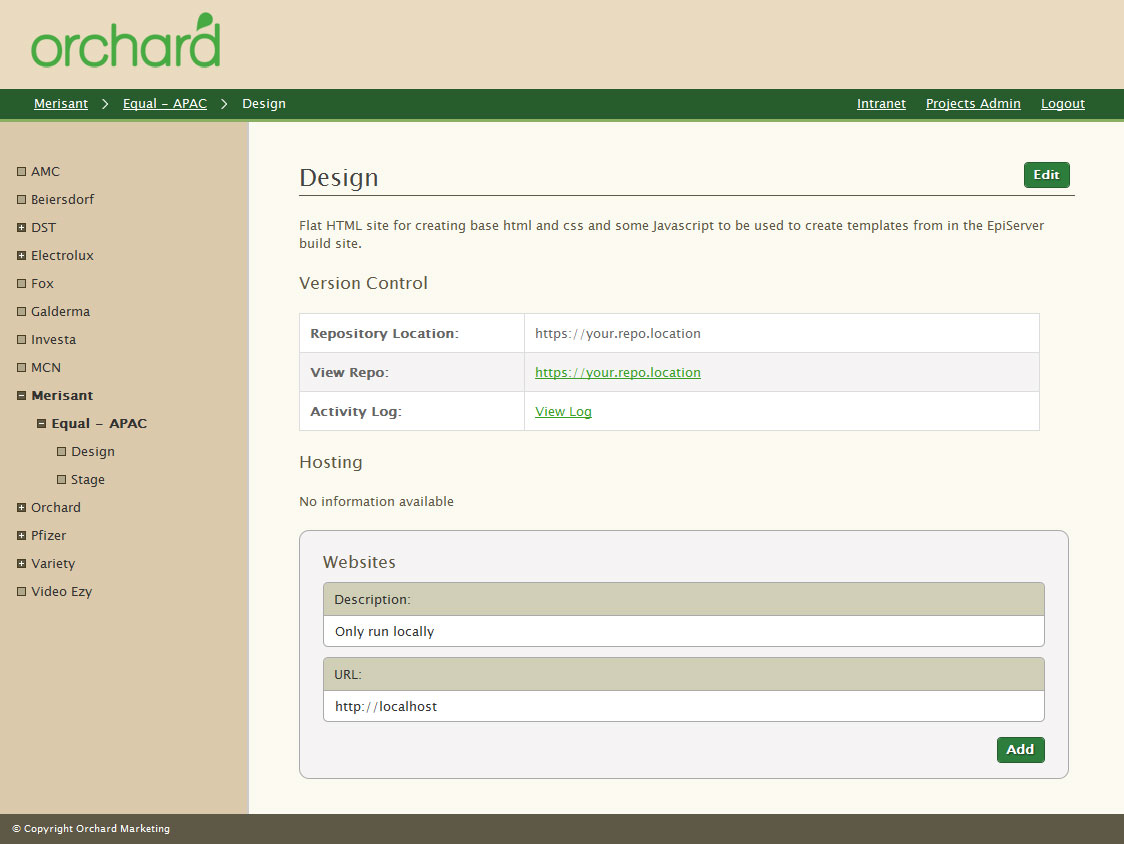 orchard
Merisant > Equal – APAC > Design
Intranet Projects Admin Logout
AMC
Beiersdorf
DST
Electrolux
Fox
Galderma
Investa
MCN
Merisant
Equal – APAC
Design
Stage
Orchard
Pfizer
Variety
Video Ezy
Design
Edit
Flat HTML site for creating base html and css and some Javascript to be used to create templates from in the EpiServer
build site.
Version Control
Repository Location: https://your.repo.location
View Repo: https://your.repo.location
Activity Log: View Log
Hosting
No information available
Websites
Description:
Only run locally
URL:
http://localhost
Add
© Copyright Orchard Marketing